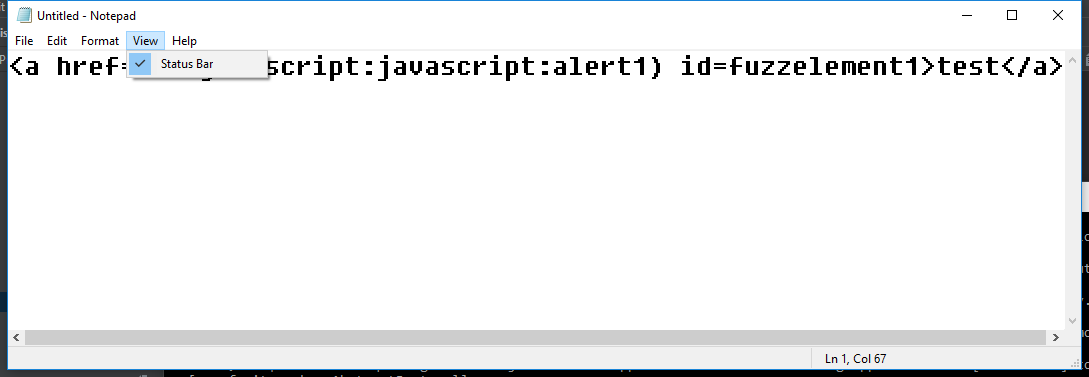 Untitled - Notepad
File Edit Format View Help
Status Bar
<a href= script:javascript:alert1) id=fuzzelement1>test</a>
Ln 1, Col 67